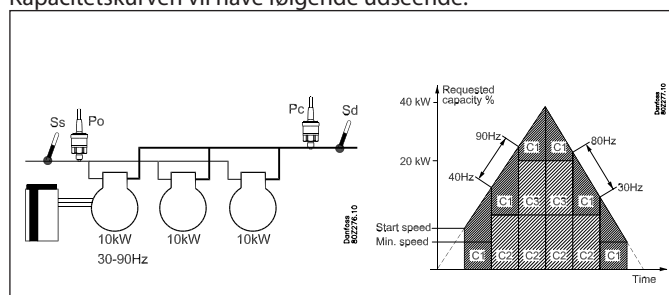 Kapacitetskurven vil have følgende udseende:
Ss
Po
Pc
Sd
10kW
10kW
10kW
30-90Hz
Danfoss
80Z276.10
Requested
capacity %
40 kW
20 kW
Start speed
Min. speed
90Hz
40Hz
80Hz
30Hz
C1
C1
C1
C3
C3
C1
C1
C2
C2
C2
C2
C1
Time
Danfoss
80Z277.10